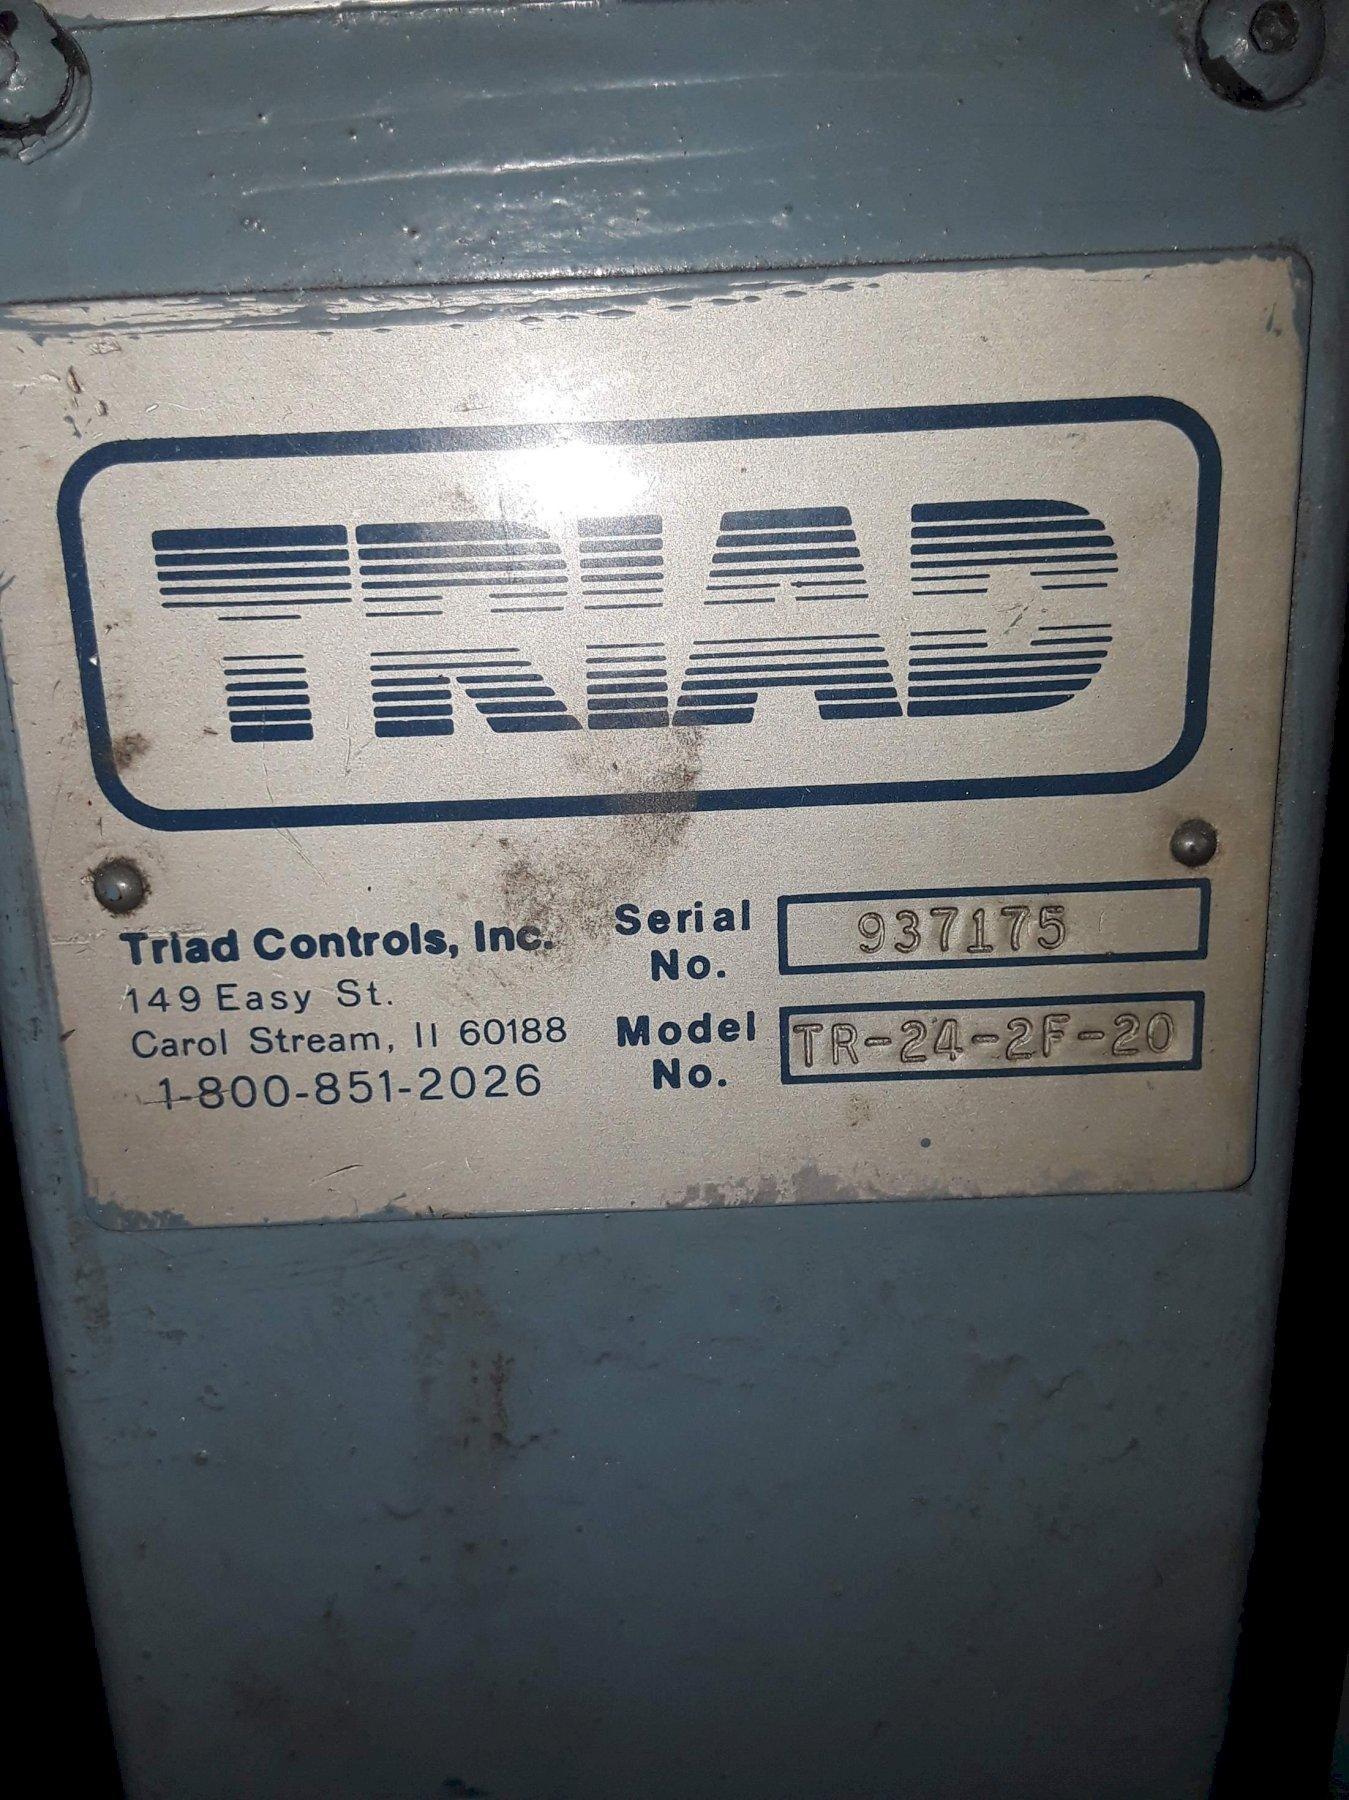 TRIAD
Triad Controls, Inc.
149 Easy St.
Carol Stream, Il 60188
1-800-851-2026
Serial No. 937175
Model No. TR-24-2F-20